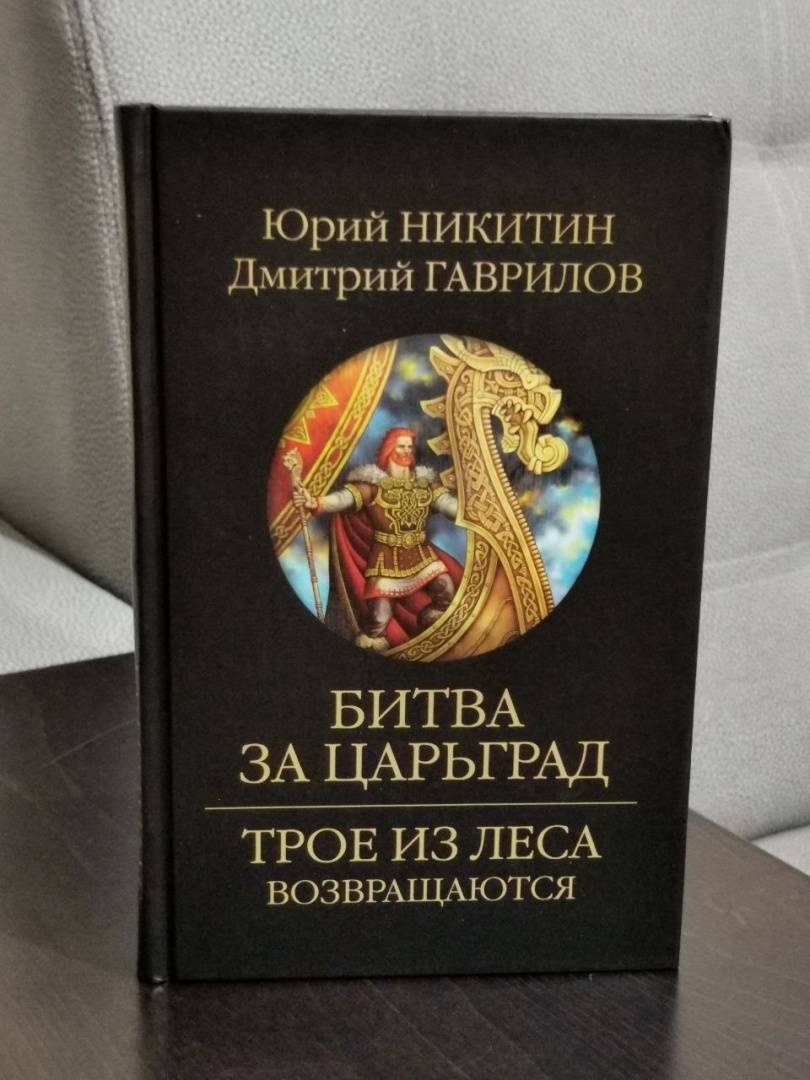 Юрий НИКИТИН
Дмитрий ГАВРИЛОВ
БИТВА
ЗА ЦАРЬГРАД
ТРОЕ ИЗ ЛЕСА
ВОЗВРАЩАЮТСЯ